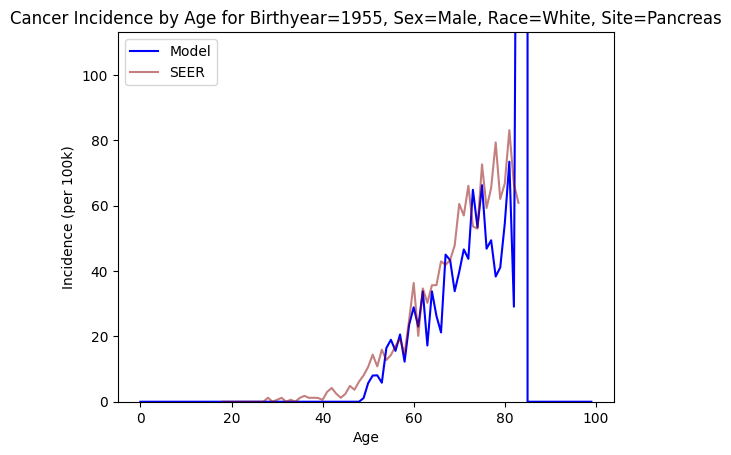 Cancer Incidence by Age for Birthyear=1955, Sex=Male, Race=White, Site=Pancreas
Model
SEER
100
80
60
40
20
0
Incidence (per 100k)
0 20 40 60 80 100
Age